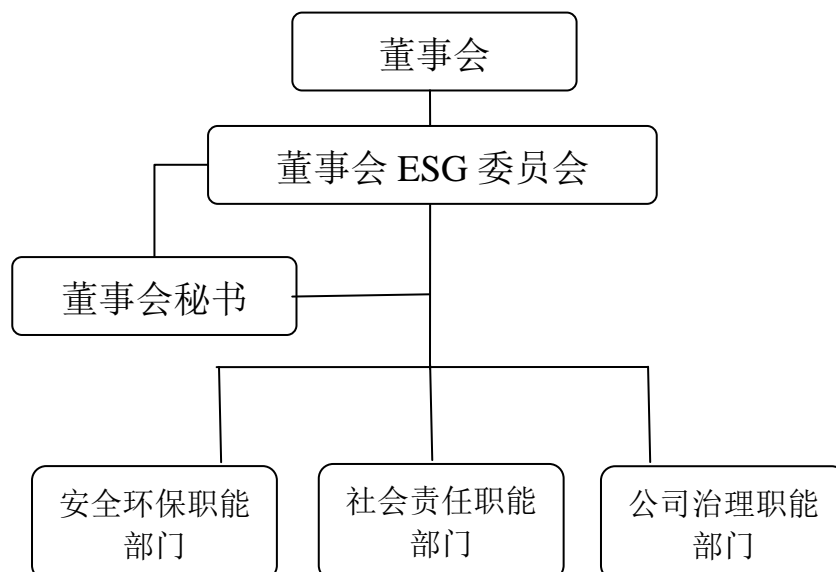 董事会
董事会 ESG 委员会
董事会秘书
安全环保职能
部门
社会责任职能
部门
公司治理职能
部门